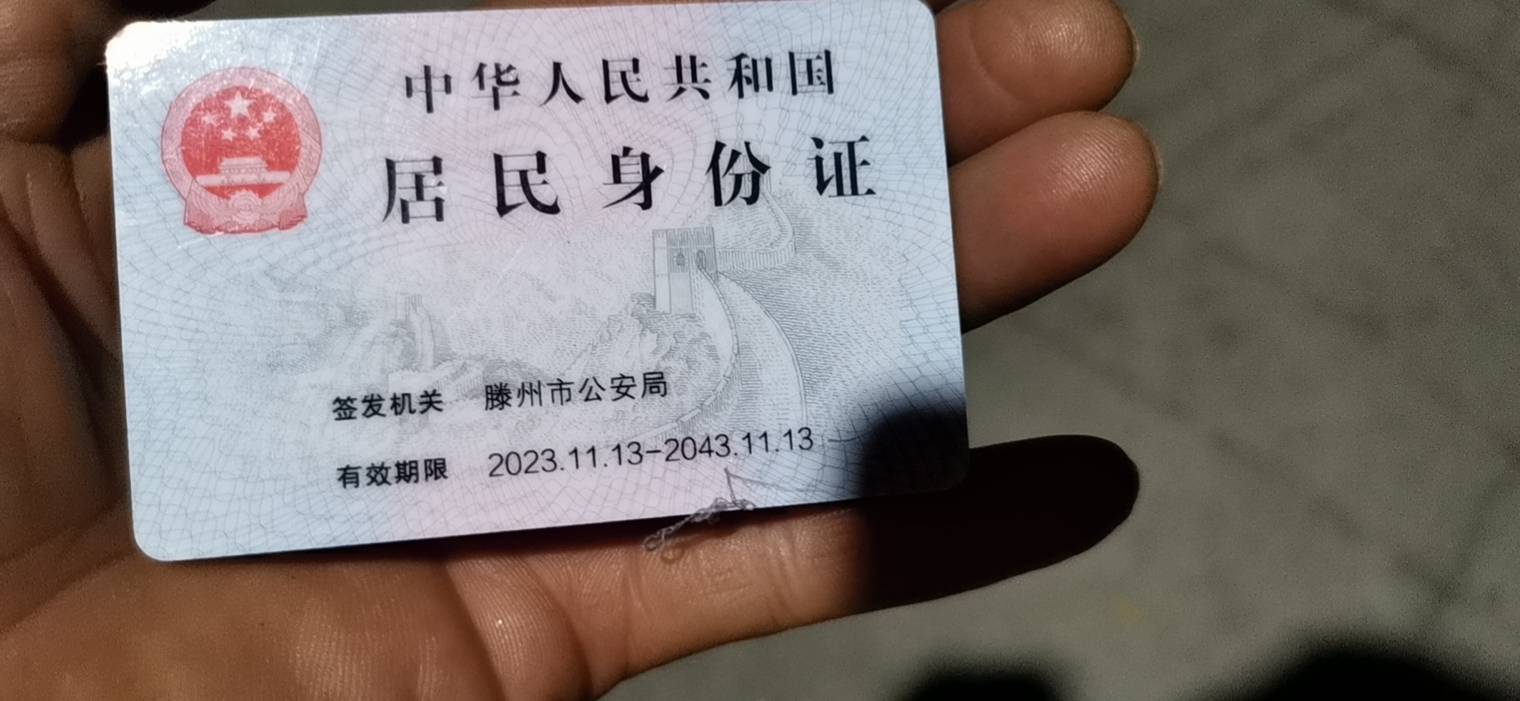 中华人民共和国
居民身份证
签发机关 滕州市公安局
有效期限 2023.11.13-2043.11.13